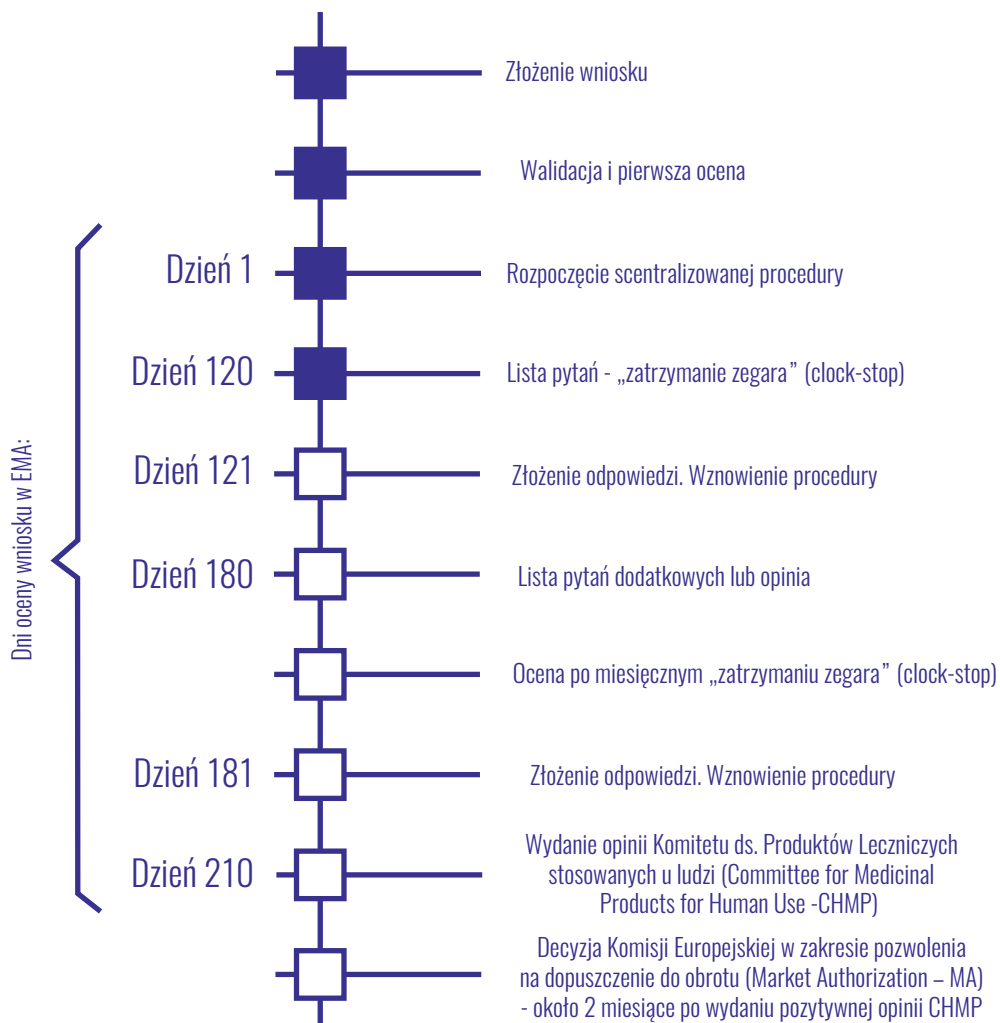 Złożenie wniosku
Walidacja i pierwsza ocena
Dni oceny wniosku w EMA:
Dzień 1
Rozpoczęcie scentralizowanej procedury
Dzień 120
Lista pytań - „zatrzymanie zegara” (clock-stop)
Dzień 121
Złożenie odpowiedzi. Wznowienie procedury
Dzień 180
Lista pytań dodatkowych lub opinia
Ocena po miesięcznym „zatrzymaniu zegara” (clock-stop)
Dzień 181
Złożenie odpowiedzi. Wznowienie procedury
Dzień 210
Wydanie opinii Komitetu ds. Produktów Leczniczych
stosowanych u ludzi (Committee for Medicinal
Products for Human Use -CHMP)
Decyzja Komisji Europejskiej w zakresie pozwolenia
na dopuszczenie do obrotu (Market Authorization – MA)
- około 2 miesiące po wydaniu pozytywnej opinii CHMP